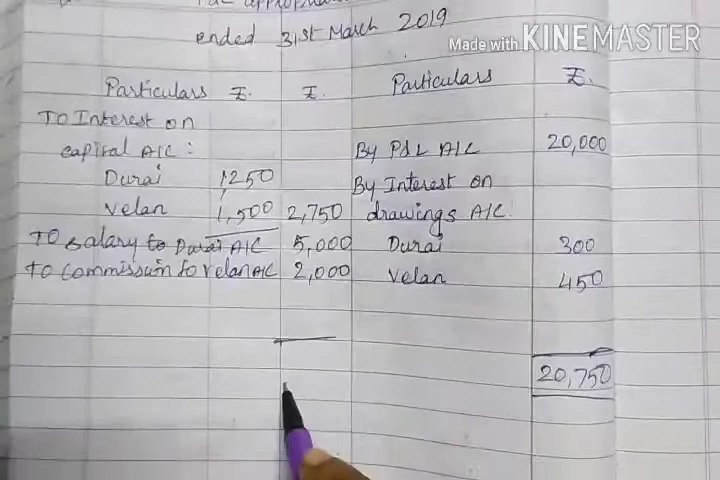 P&L appropria
ended 31st March 2019
Made with KINEMASTER
Particulars ₹. ₹. Particulars ₹.
To Interest on
capital A/C: By P&L A/C 20,000
Durai 1,250 By Interest on
Velan 1,500 2,750 drawings A/C.
To salary to Durai A/C 5,000 Durai 300
To commission to Velan A/C 2,000 Velan 450
20,750